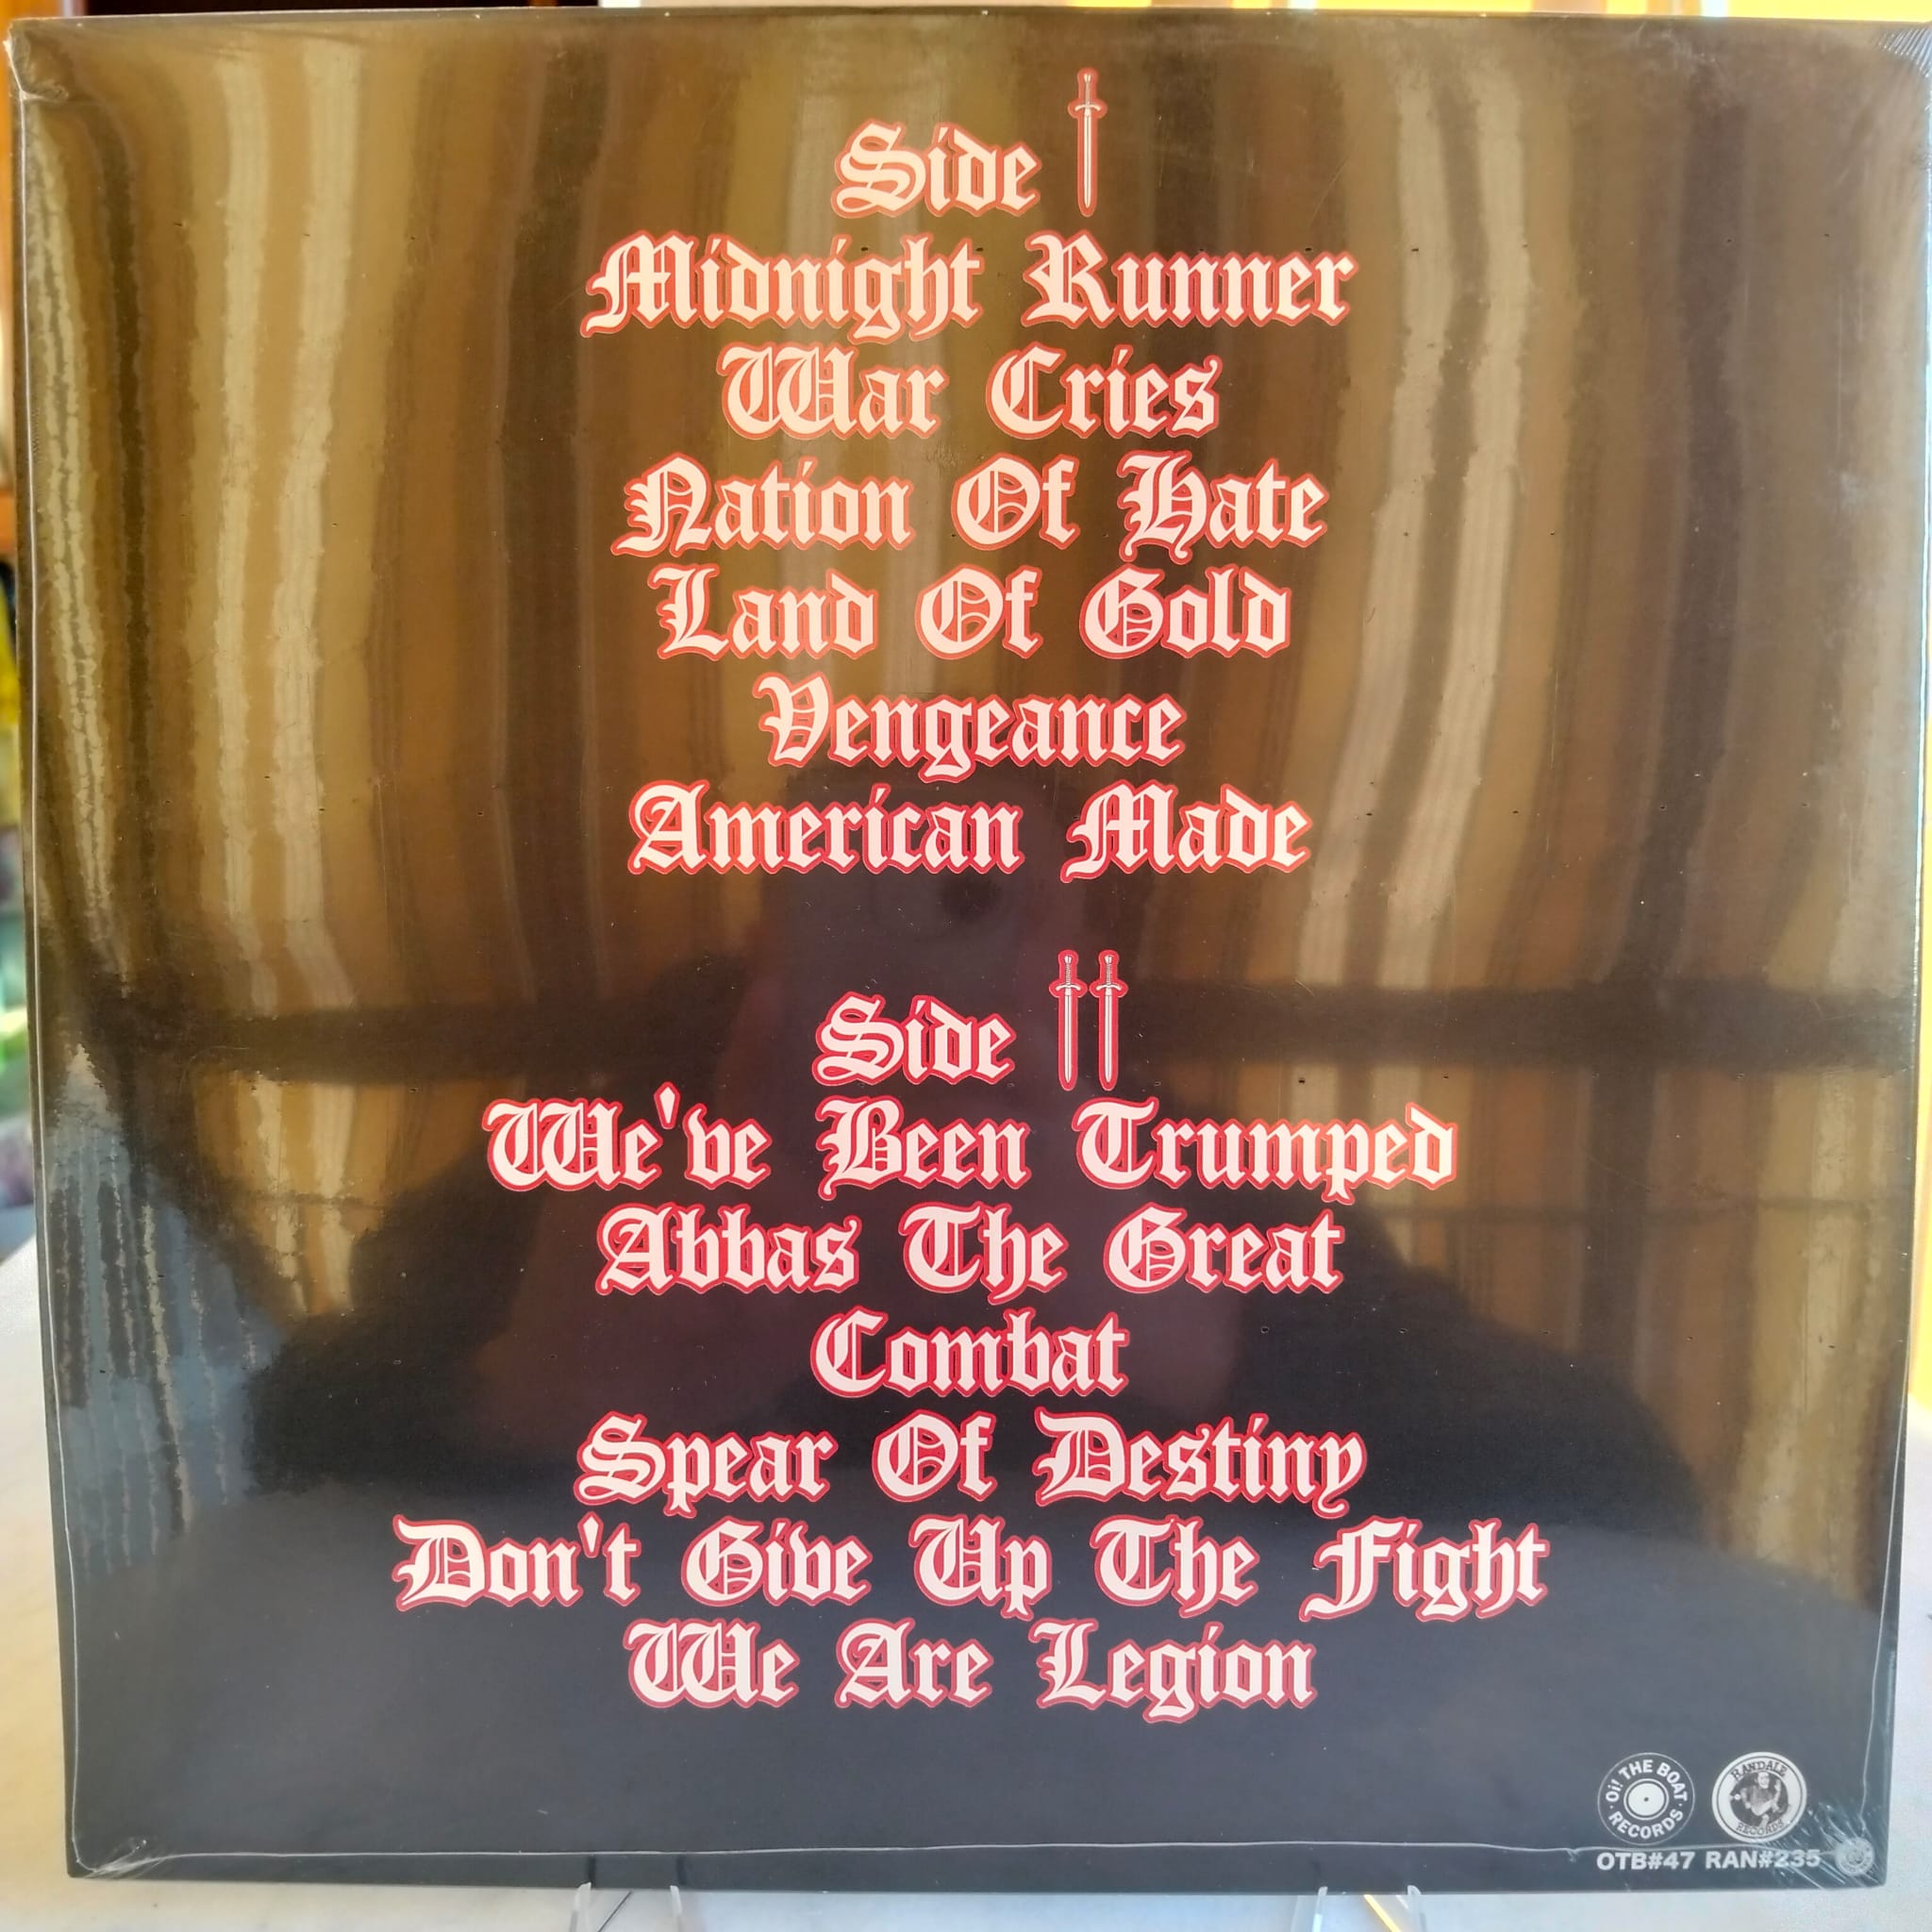 Side
Midnight Runner
War Cries
Nation Of Hate
Land Of Gold
Vengeance
American Made
Side
We've Been Trumped
Abbas The Great
Combat
Spear Of Destiny
Don't Give Up The Fight
We Are Legion
Oi! THE BOAT RECORDS
RANDALE RECORDS
OTB#47 RAN#235